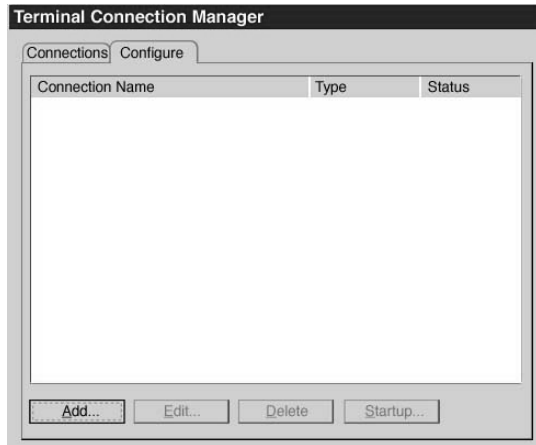 Terminal Connection Manager
Connections Configure
Connection Name Type Status
Add... Edit... Delete Startup...